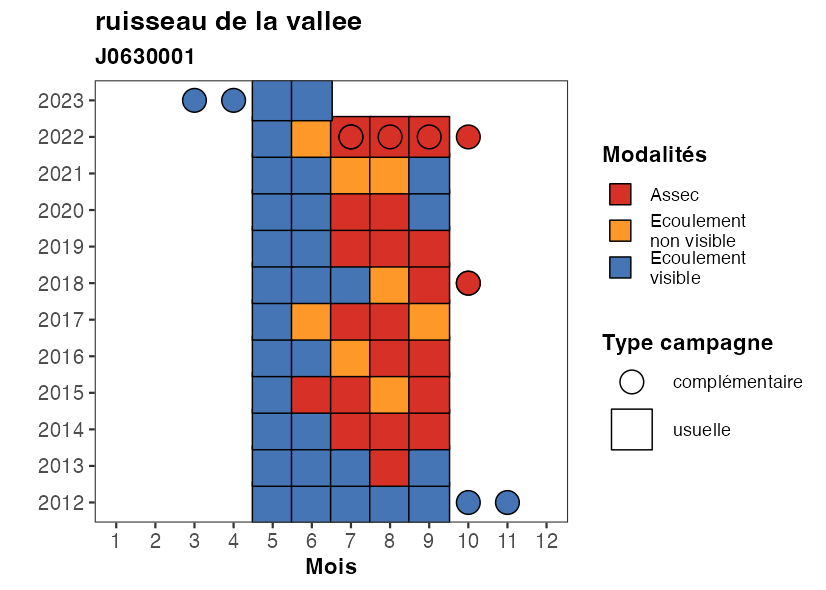 ruisseau de la vallee
J0630001
2023
2022
2021
2020
2019
2018
2017
2016
2015
2014
2013
2012
1 2 3 4 5 6 7 8 9 10 11 12
Mois
Modalités
Assec
Ecoulement
non visible
Ecoulement
visible
Type campagne
complémentaire
usuelle